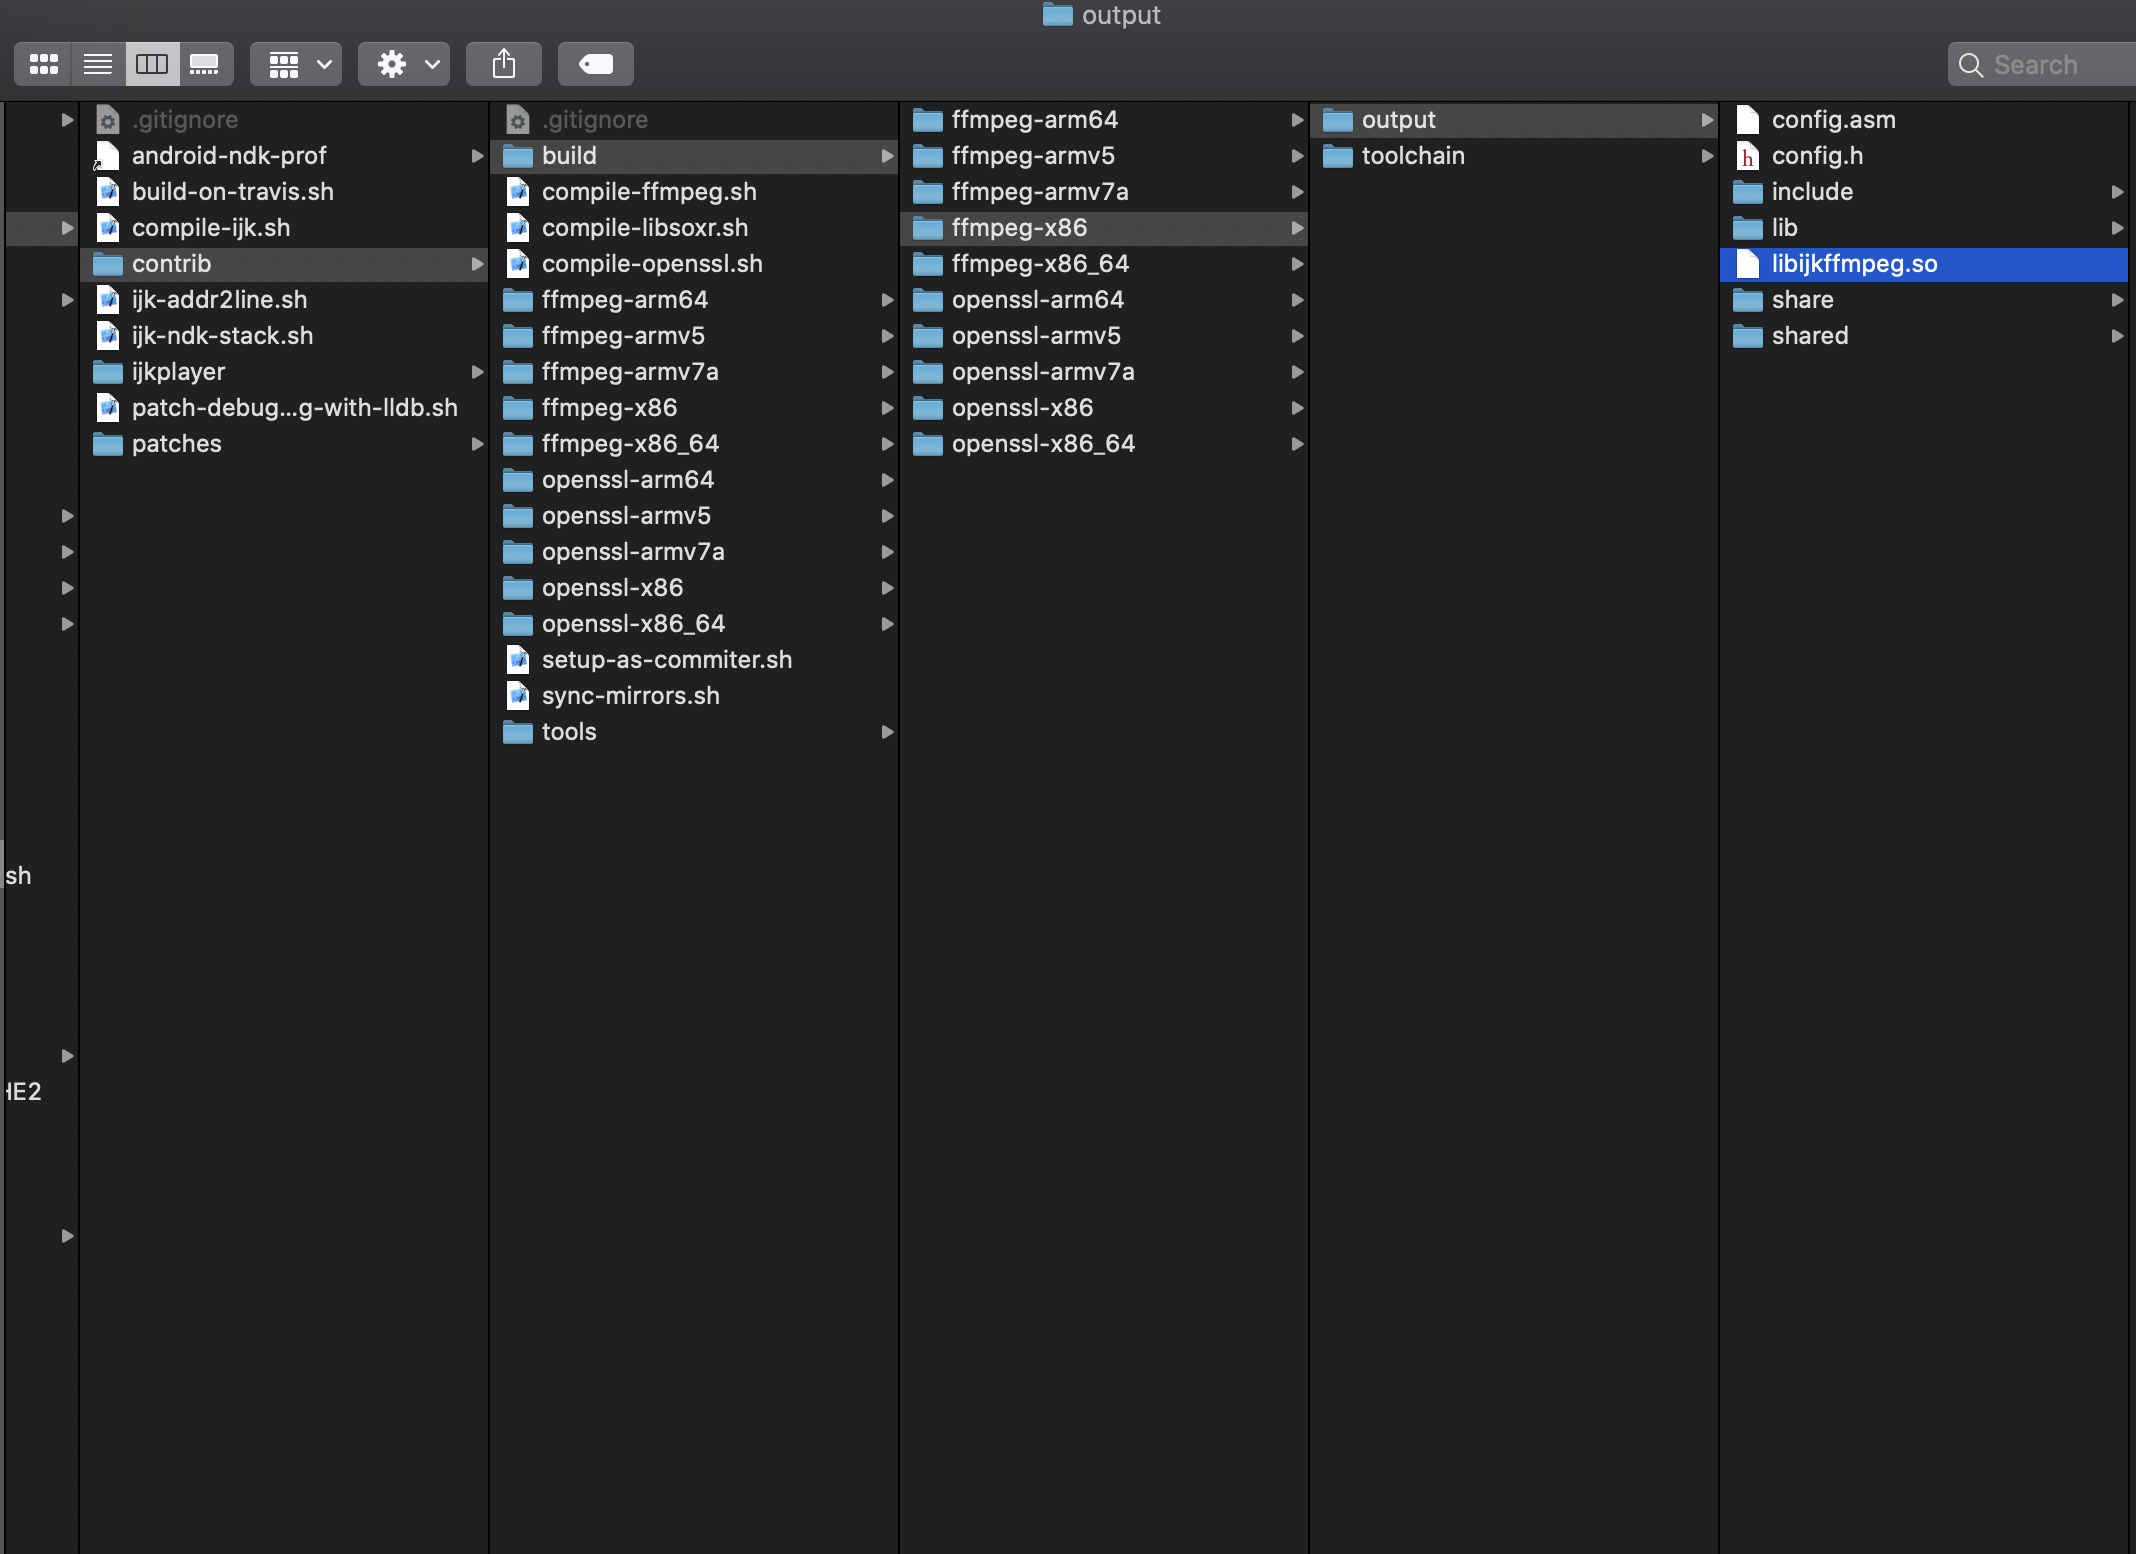 output
Search
sh
HE2
.gitignore
android-ndk-prof
build-on-travis.sh
compile-ijk.sh
contrib
ijk-addr2line.sh
ijk-ndk-stack.sh
ijkplayer
patch-debug...g-with-lldb.sh
patches
.gitignore
build
compile-ffmpeg.sh
compile-libsoxr.sh
compile-openssl.sh
ffmpeg-arm64
ffmpeg-armv5
ffmpeg-armv7a
ffmpeg-x86
ffmpeg-x86_64
openssl-arm64
openssl-armv5
openssl-armv7a
openssl-x86
openssl-x86_64
setup-as-commiter.sh
sync-mirrors.sh
tools
ffmpeg-arm64
ffmpeg-armv5
ffmpeg-armv7a
ffmpeg-x86
ffmpeg-x86_64
openssl-arm64
openssl-armv5
openssl-armv7a
openssl-x86
openssl-x86_64
output
toolchain
config.asm
config.h
include
lib
libijkffmpeg.so
share
shared